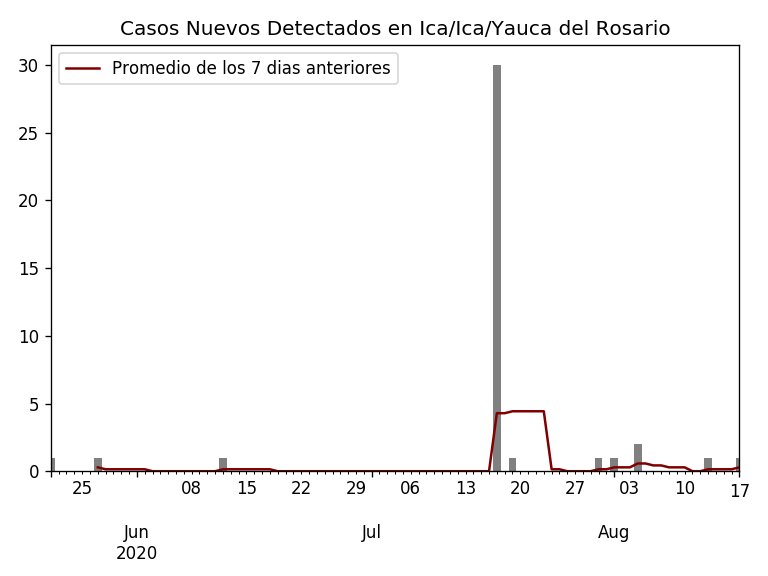 Casos Nuevos Detectados en Ica/Ica/Yauca del Rosario
Promedio de los 7 dias anteriores
30
25
20
15
10
5
0
25 08 15 22 29 06 13 20 27 03 10 17
Jun Jul Aug
2020